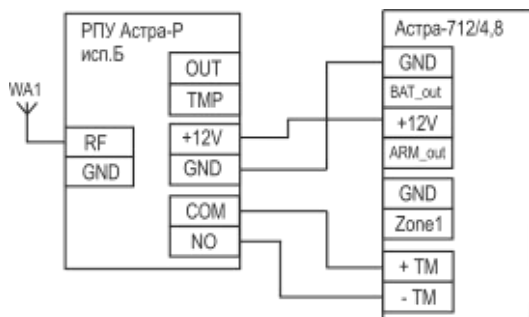 РПУ Астра-Р
исп.Б
WA1
OUT
TMP
RF
GND
+12V
GND
COM
NO
Астра-712/4,8
GND
BAT_out
+12V
ARM_out
GND
Zone1
+ TM
- TM